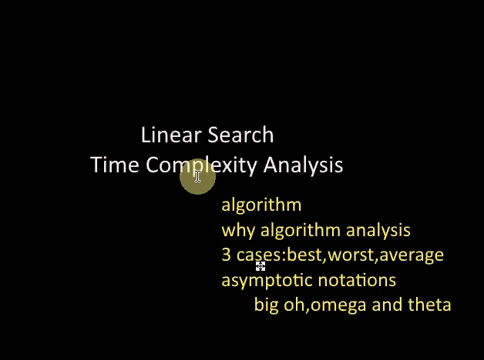 Linear Search
Time Complexity Analysis
algorithm
why algorithm analysis
3 cases:best,worst,average
asymptotic notations
big oh,omega and theta